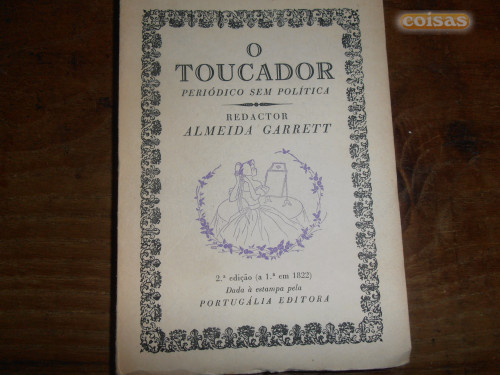 coisas
O
TOUCADOR
PERIÓDICO SEM POLÍTICA
REDACTOR
ALMEIDA GARRETT
2.ª edição (a 1.ª em 1822)
Dada à estampa pela
PORTUGÁLIA EDITORA